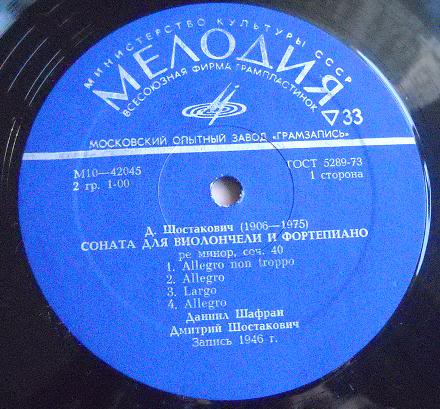 МИНИСТЕРСТВО КУЛЬТУРЫ СССР
МЕЛОДИЯ
ВСЕСОЮЗНАЯ ФИРМА ГРАМПЛАСТИНОК
33
МОСКОВСКИЙ ОПЫТНЫЙ ЗАВОД «ГРАМЗАПИСЬ»
М10—42045
ГОСТ 5289-73
2 гр. 1-00
1 сторона
Д. Шостакович (1906—1975)
СОНАТА ДЛЯ ВИОЛОНЧЕЛИ И ФОРТЕПИАНО
ре минор, соч. 40
1. Allegro non troppo
2. Allegro
3. Largo
4. Allegro
Даниил Шафран
Дмитрий Шостакович
Запись 1946 г.